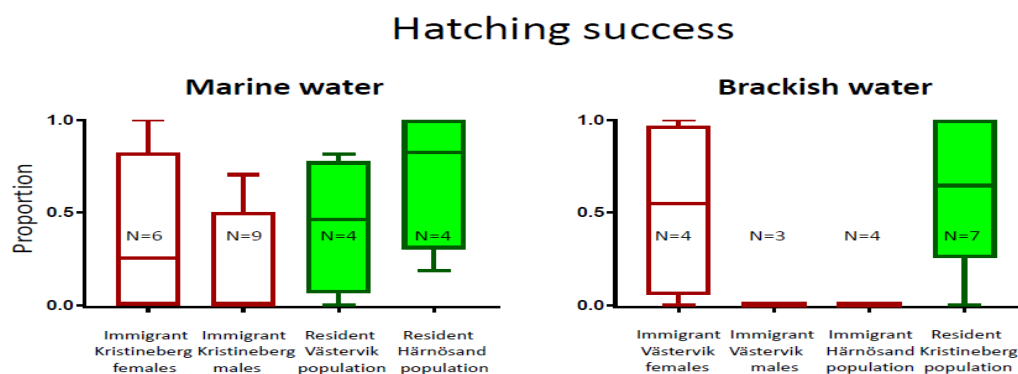 Hatching success
Marine water
Brackish water
Proportion
1.0
0.5
0.0
N=6
N=9
N=4
N=4
Immigrant
Kristineberg
females
Immigrant
Kristineberg
males
Resident
Västervik
population
Resident
Härnösand
population
1.0
0.5
0.0
N=4
N=3
N=4
N=7
Immigrant
Västervik
females
Immigrant
Västervik
males
Immigrant
Härnösand
population
Resident
Kristineberg
population